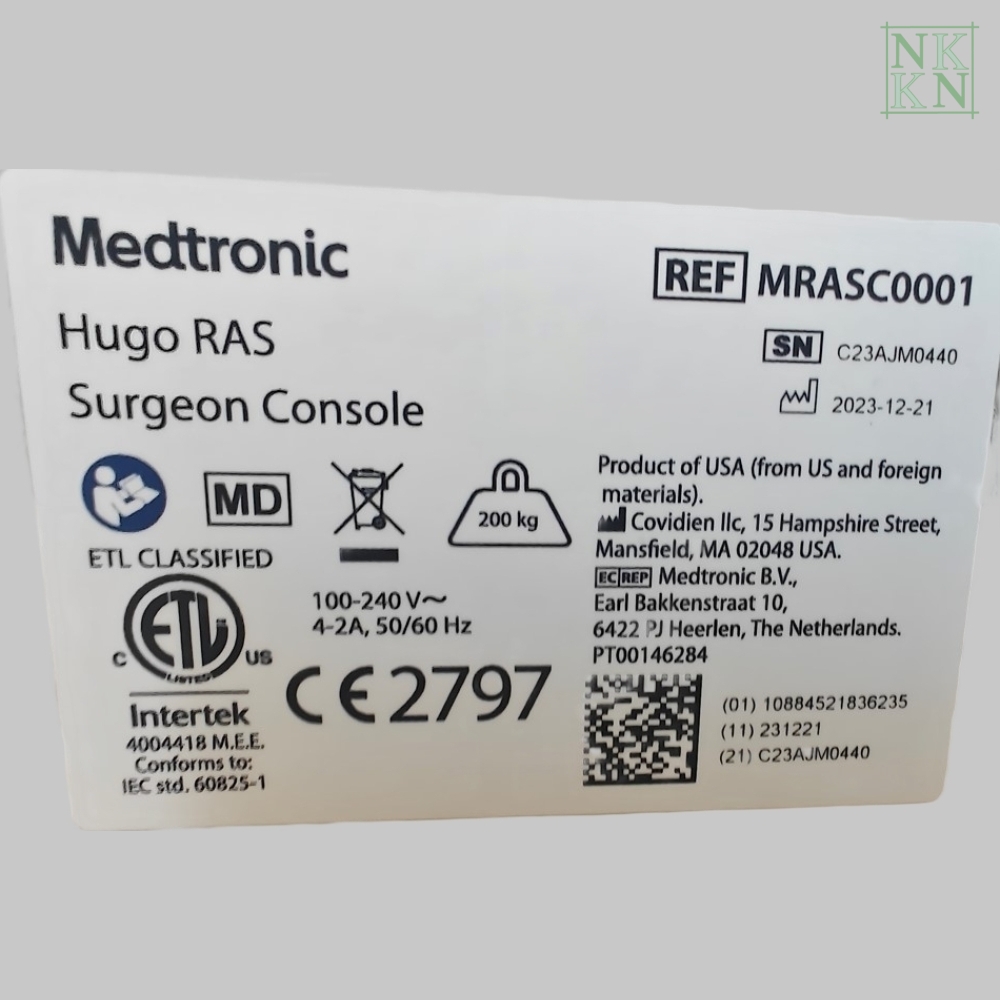 NK
KN
Medtronic
Hugo RAS
Surgeon Console
REF MRASC0001
SN C23AJM0440
2023-12-21
MD
200 kg
ETL CLASSIFIED
ETL
C US
LISTED
Intertek
4004418 M.E.E.
Conforms to:
IEC std. 60825-1
100-240 V~
4-2A, 50/60 Hz
CE 2797
Product of USA (from US and foreign
materials).
Covidien llc, 15 Hampshire Street,
Mansfield, MA 02048 USA.
EC REP Medtronic B.V.,
Earl Bakkenstraat 10,
6422 PJ Heerlen, The Netherlands.
PT00146284
(01) 10884521836235
(11) 231221
(21) C23AJM0440